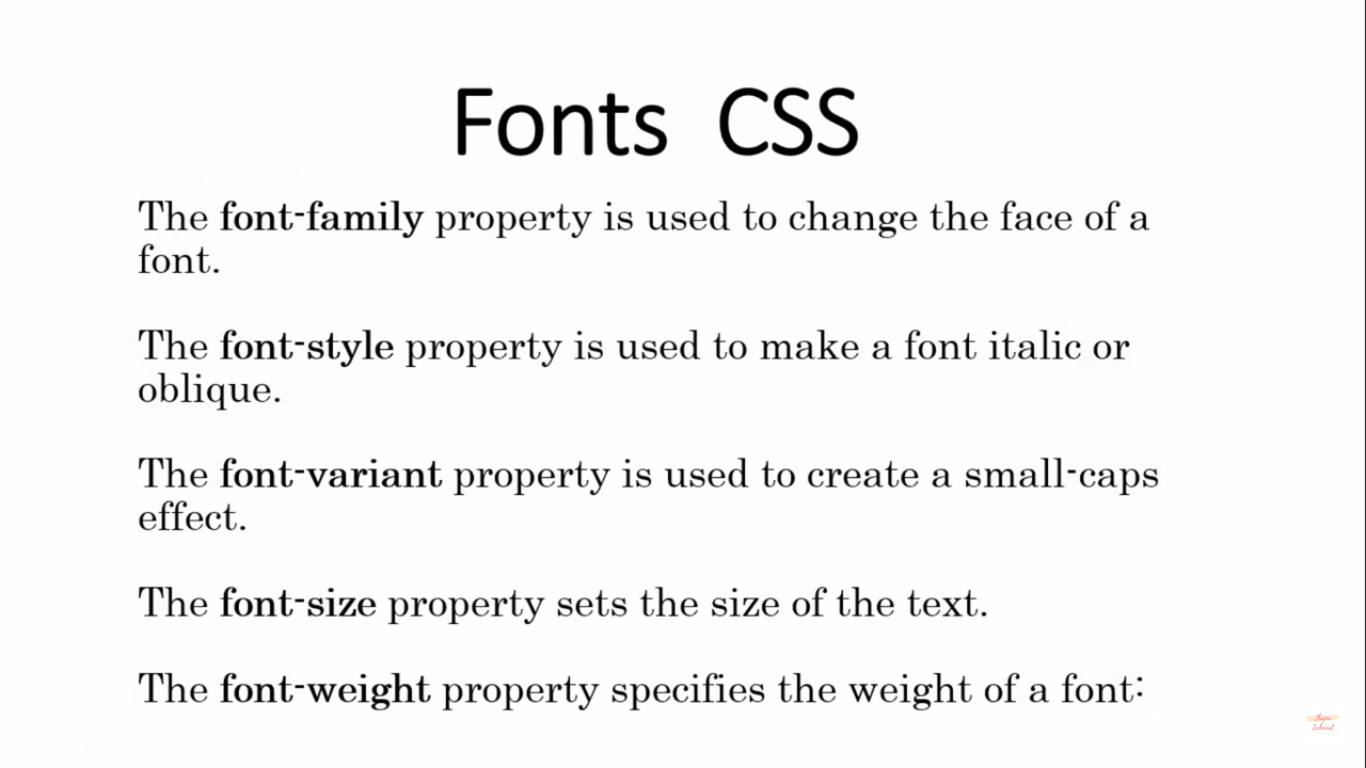 Fonts CSS
The font-family property is used to change the face of a
font.
The font-style property is used to make a font italic or
oblique.
The font-variant property is used to create a small-caps
effect.
The font-size property sets the size of the text.
The font-weight property specifies the weight of a font:
Technical